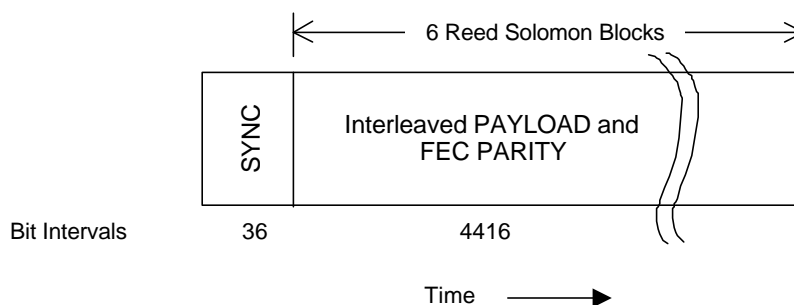 6 Reed Solomon Blocks
SYNC
Interleaved PAYLOAD and
FEC PARITY
Bit Intervals 36 4416
Time